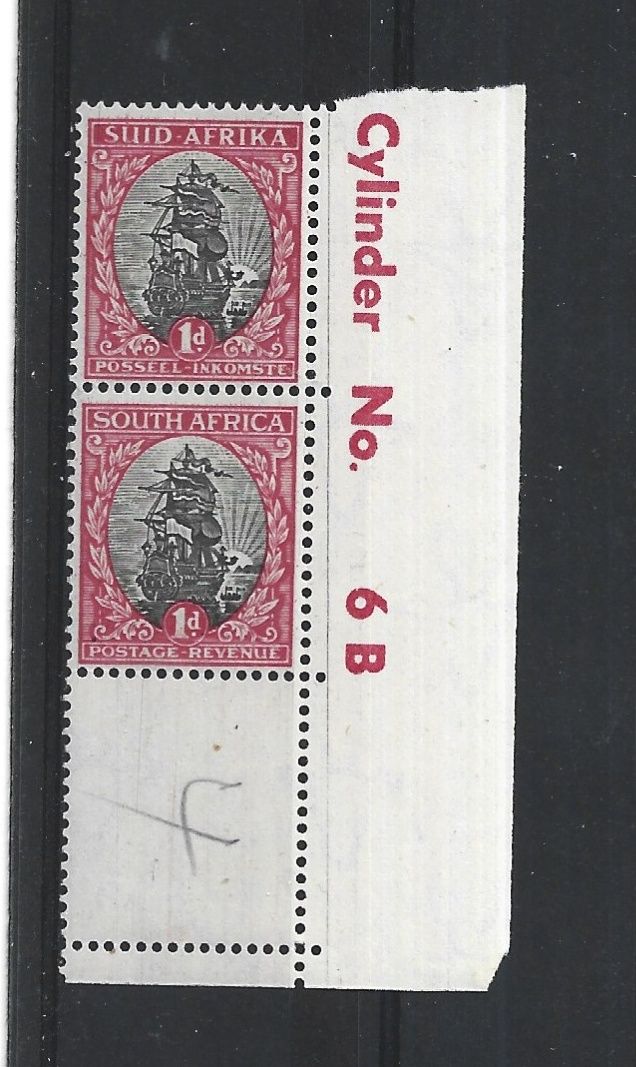 SUID-AFRIKA
1d
POSSEEL-INKOMSTE
SOUTH AFRICA
1d
POSTAGE-REVENUE
Cylinder No. 6 B